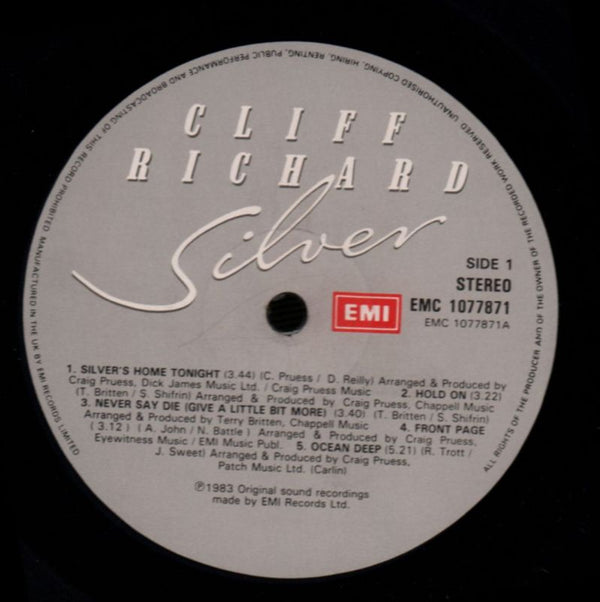 ALL RIGHTS OF THE PRODUCER AND OF THE OWNER OF THE RECORDED WORK RESERVED. UNAUTHORISED COPYING, HIRING, RENTING, PUBLIC PERFORMANCE AND BROADCASTING OF THIS RECORD PROHIBITED. MANUFACTURED IN THE UK BY EMI RECORDS LIMITED
CLIFF
RICHARD
Silver
SIDE 1
STEREO
EMI
EMC 1077871
EMC 1077871A
1. SILVER'S HOME TONIGHT (3.44) (C. Pruess / D. Reilly) Arranged & Produced by
Craig Pruess, Dick James Music Ltd. / Craig Pruess Music 2. HOLD ON (3.22)
(T. Britten / S. Shifrin) Arranged & Produced by Craig Pruess, Chappell Music
3. NEVER SAY DIE (GIVE A LITTLE BIT MORE) (3.40) (T. Britten / S. Shifrin)
Arranged & Produced by Terry Britten, Chappell Music 4. FRONT PAGE
(3.12) (A. John / N. Battle) Arranged & Produced by Craig Pruess,
Eyewitness Music / EMI Music Publ. 5. OCEAN DEEP (5.21) (R. Trott /
J. Sweet) Arranged & Produced by Craig Pruess,
Patch Music Ltd. (Carlin)
℗1983 Original sound recordings
made by EMI Records Ltd.